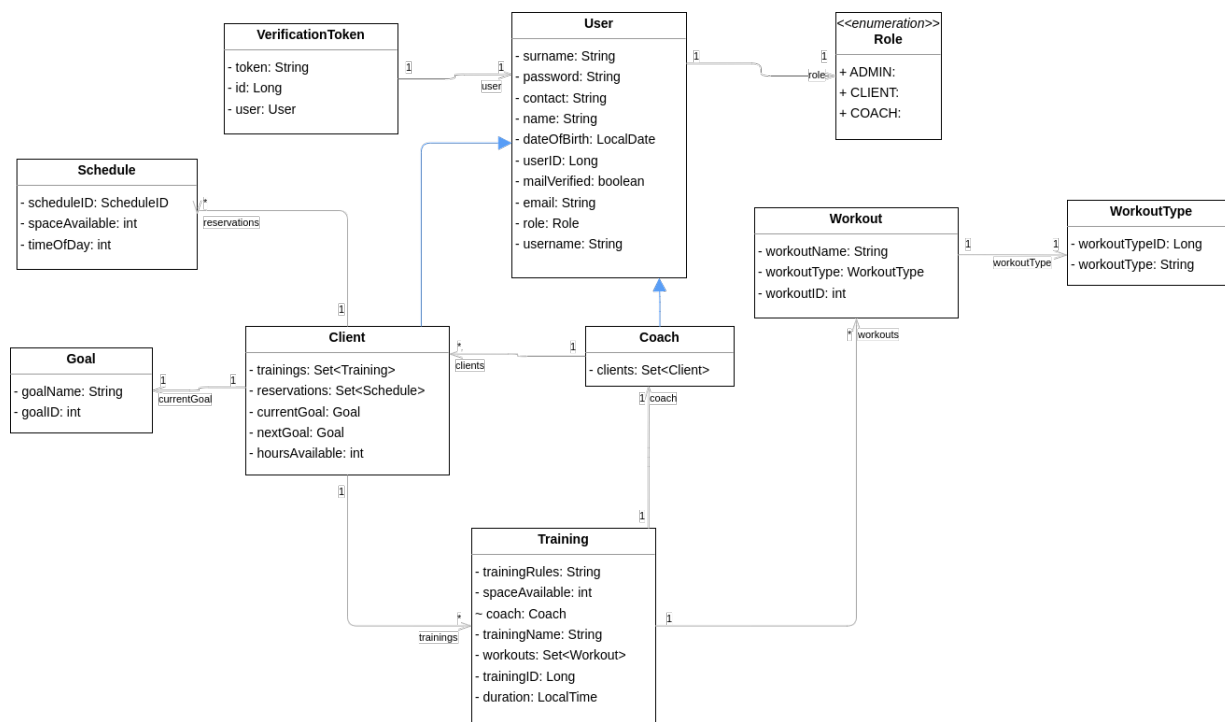 VerificationToken
- token: String
- id: Long
- user: User
1
1
user
User
- surname: String
- password: String
- contact: String
- name: String
- dateOfBirth: LocalDate
- userID: Long
- mailVerified: boolean
- email: String
- role: Role
- username: String
1
1
role
<<enumeration>>
Role
+ ADMIN:
+ CLIENT:
+ COACH:
Schedule
- scheduleID: ScheduleID
- spaceAvailable: int
- timeOfDay: int
*
reservations
1
Workout
- workoutName: String
- workoutType: WorkoutType
- workoutID: int
1
1
workoutType
WorkoutType
- workoutTypeID: Long
- workoutType: String
* workouts
Goal
- goalName: String
- goalID: int
1
1
currentGoal
Client
- trainings: Set<Training>
- reservations: Set<Schedule>
- currentGoal: Goal
- nextGoal: Goal
- hoursAvailable: int
*
1
clients
Coach
- clients: Set<Client>
1 coach
1
1
*
trainings
Training
- trainingRules: String
- spaceAvailable: int
~ coach: Coach
- trainingName: String
- workouts: Set<Workout>
- trainingID: Long
- duration: LocalTime
1